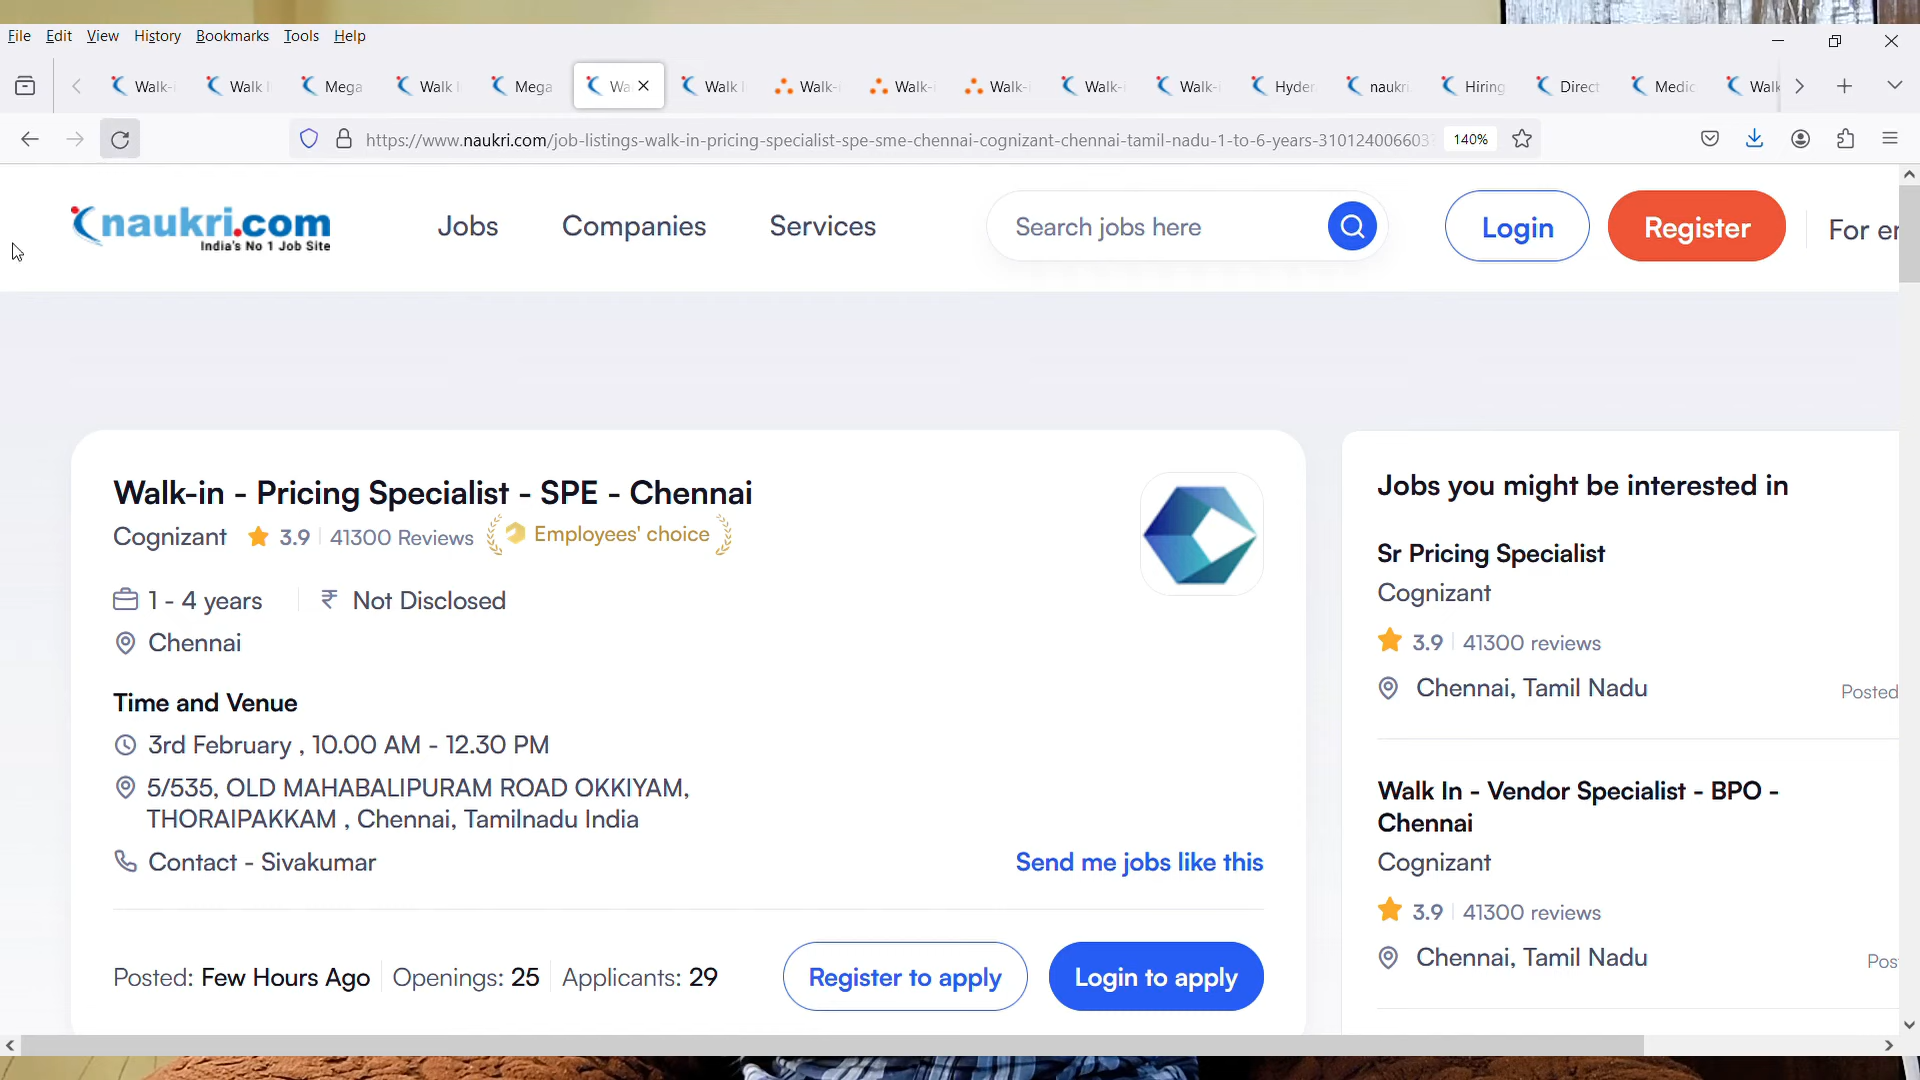 File Edit View History Bookmarks Tools Help
Walk- Walk Mega Walk Mega Wa Walk Walk- Walk- Walk- Walk- Walk- Hyder naukri Hiring Direct Medic Walk
https://www.naukri.com/job-listings-walk-in-pricing-specialist-spe-sme-chennai-cognizant-chennai-tamil-nadu-1-to-6-years-31012400660 140%
naukri.com
India's No 1 Job Site
Jobs Companies Services Search jobs here Login Register For er
Walk-in - Pricing Specialist - SPE - Chennai
Cognizant 3.9 41300 Reviews Employees' choice
1 - 4 years ₹ Not Disclosed
Chennai
Time and Venue
3rd February , 10.00 AM - 12.30 PM
5/535, OLD MAHABALIPURAM ROAD OKKIYAM,
THORAIPAKKAM , Chennai, Tamilnadu India
Contact - Sivakumar
Send me jobs like this
Posted: Few Hours Ago Openings: 25 Applicants: 29
Register to apply Login to apply
Jobs you might be interested in
Sr Pricing Specialist
Cognizant
3.9 41300 reviews
Chennai, Tamil Nadu
Posted
Walk In - Vendor Specialist - BPO -
Chennai
Cognizant
3.9 41300 reviews
Chennai, Tamil Nadu
Pos